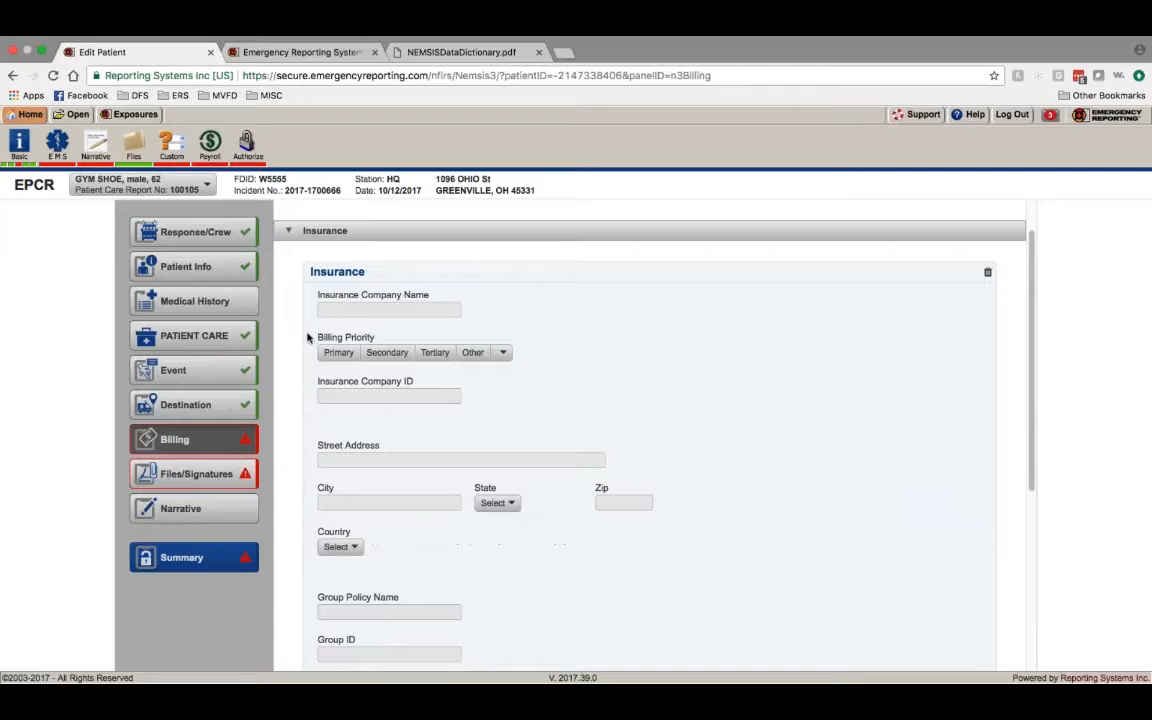 Edit Patient
Emergency Reporting System
NEMSISDataDictionary.pdf
Reporting Systems Inc [US]
https://secure.emergencyreporting.com/nfirs/Nemsis3/?patientID=-2147338406&panelID=n3Billing
Apps
Facebook
DFS
ERS
MVFD
MISC
Other Bookmarks
Home
Open
Exposures
Support
Help
Log Out
EMERGENCY
REPORTING
Basic
EMS
Narrative
Files
Custom
Payroll
Authorize
EPCR
GYM SHOE, male, 62
Patient Care Report No: 100105
FDID: W5555
Incident No.: 2017-1700666
Station: HQ
Date: 10/12/2017
1096 OHIO St
GREENVILLE, OH 45331
Response/Crew
Patient Info
Medical History
PATIENT CARE
Event
Destination
Billing
Files/Signatures
Narrative
Summary
Insurance
Insurance
Insurance Company Name
Billing Priority
Primary
Secondary
Tertiary
Other
Insurance Company ID
Street Address
City
State
Zip
Select
Country
Select
Group Policy Name
Group ID
©2003-2017 - All Rights Reserved
V. 2017.39.0
Powered by Reporting Systems Inc.